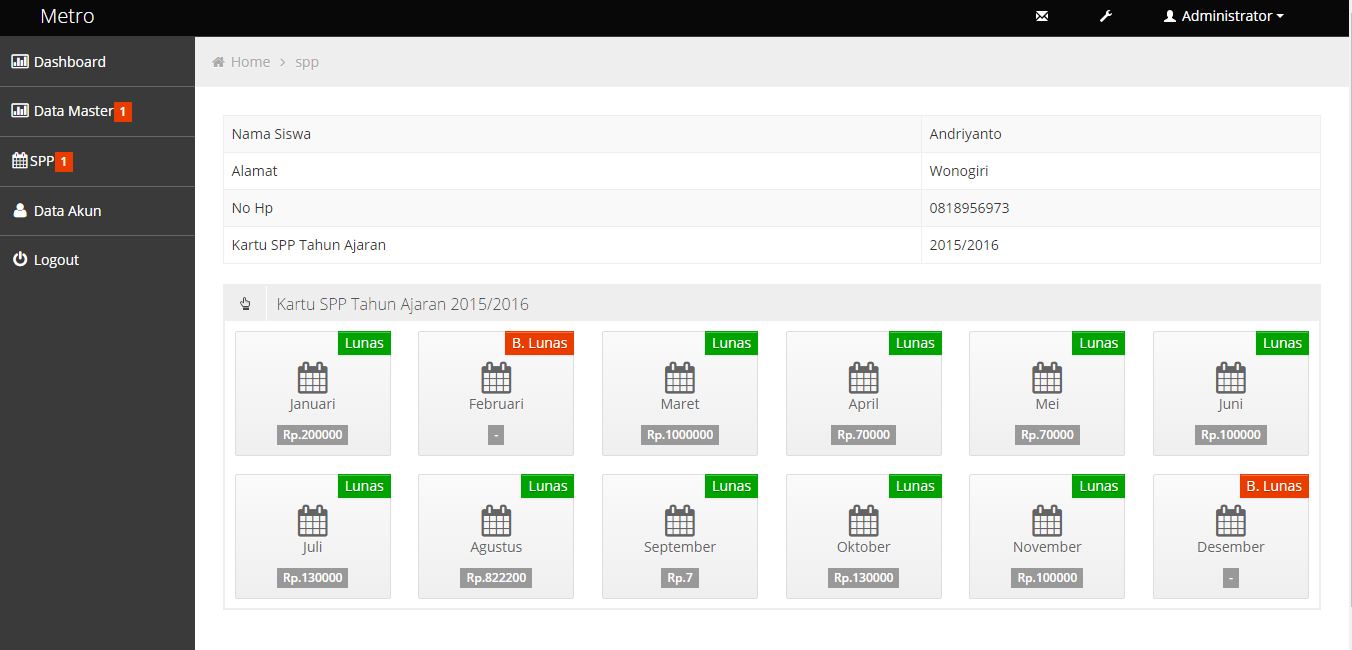 Metro
Administrator
Dashboard
Data Master 1
SPP 1
Data Akun
Logout
Home > spp
Nama Siswa Andriyanto
Alamat Wonogiri
No Hp 0818956973
Kartu SPP Tahun Ajaran 2015/2016
Kartu SPP Tahun Ajaran 2015/2016
Lunas
Januari
Rp.200000
B. Lunas
Februari
-
Lunas
Maret
Rp.1000000
Lunas
April
Rp.70000
Lunas
Mei
Rp.70000
Lunas
Juni
Rp.100000
Lunas
Juli
Rp.130000
Lunas
Agustus
Rp.822200
Lunas
September
Rp.7
Lunas
Oktober
Rp.130000
Lunas
November
Rp.100000
B. Lunas
Desember
-